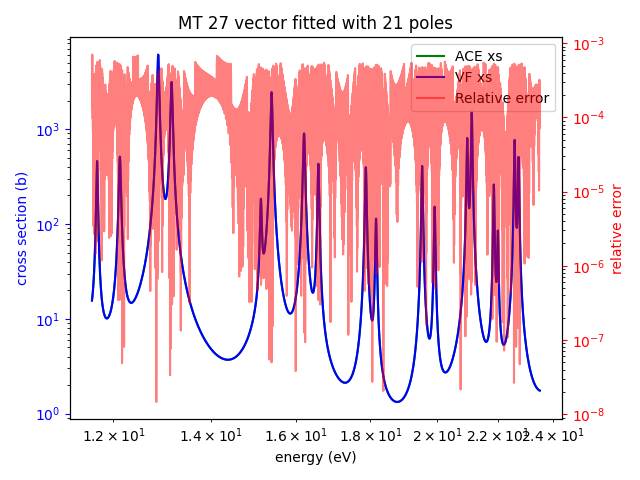 MT 27 vector fitted with 21 poles
ACE xs
VF xs
Relative error
cross section (b)
10³
10²
10¹
10⁰
relative error
10⁻³
10⁻⁴
10⁻⁵
10⁻⁶
10⁻⁷
10⁻⁸
1.2 × 10¹ 1.4 × 10¹ 1.6 × 10¹ 1.8 × 10¹ 2 × 10¹ 2.2 × 10¹ 2.4 × 10¹
energy (eV)